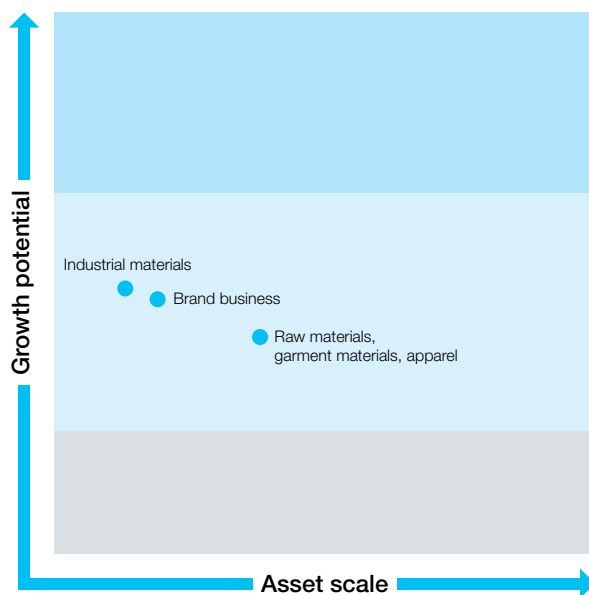 Growth potential
Industrial materials
Brand business
Raw materials,
garment materials, apparel
Asset scale